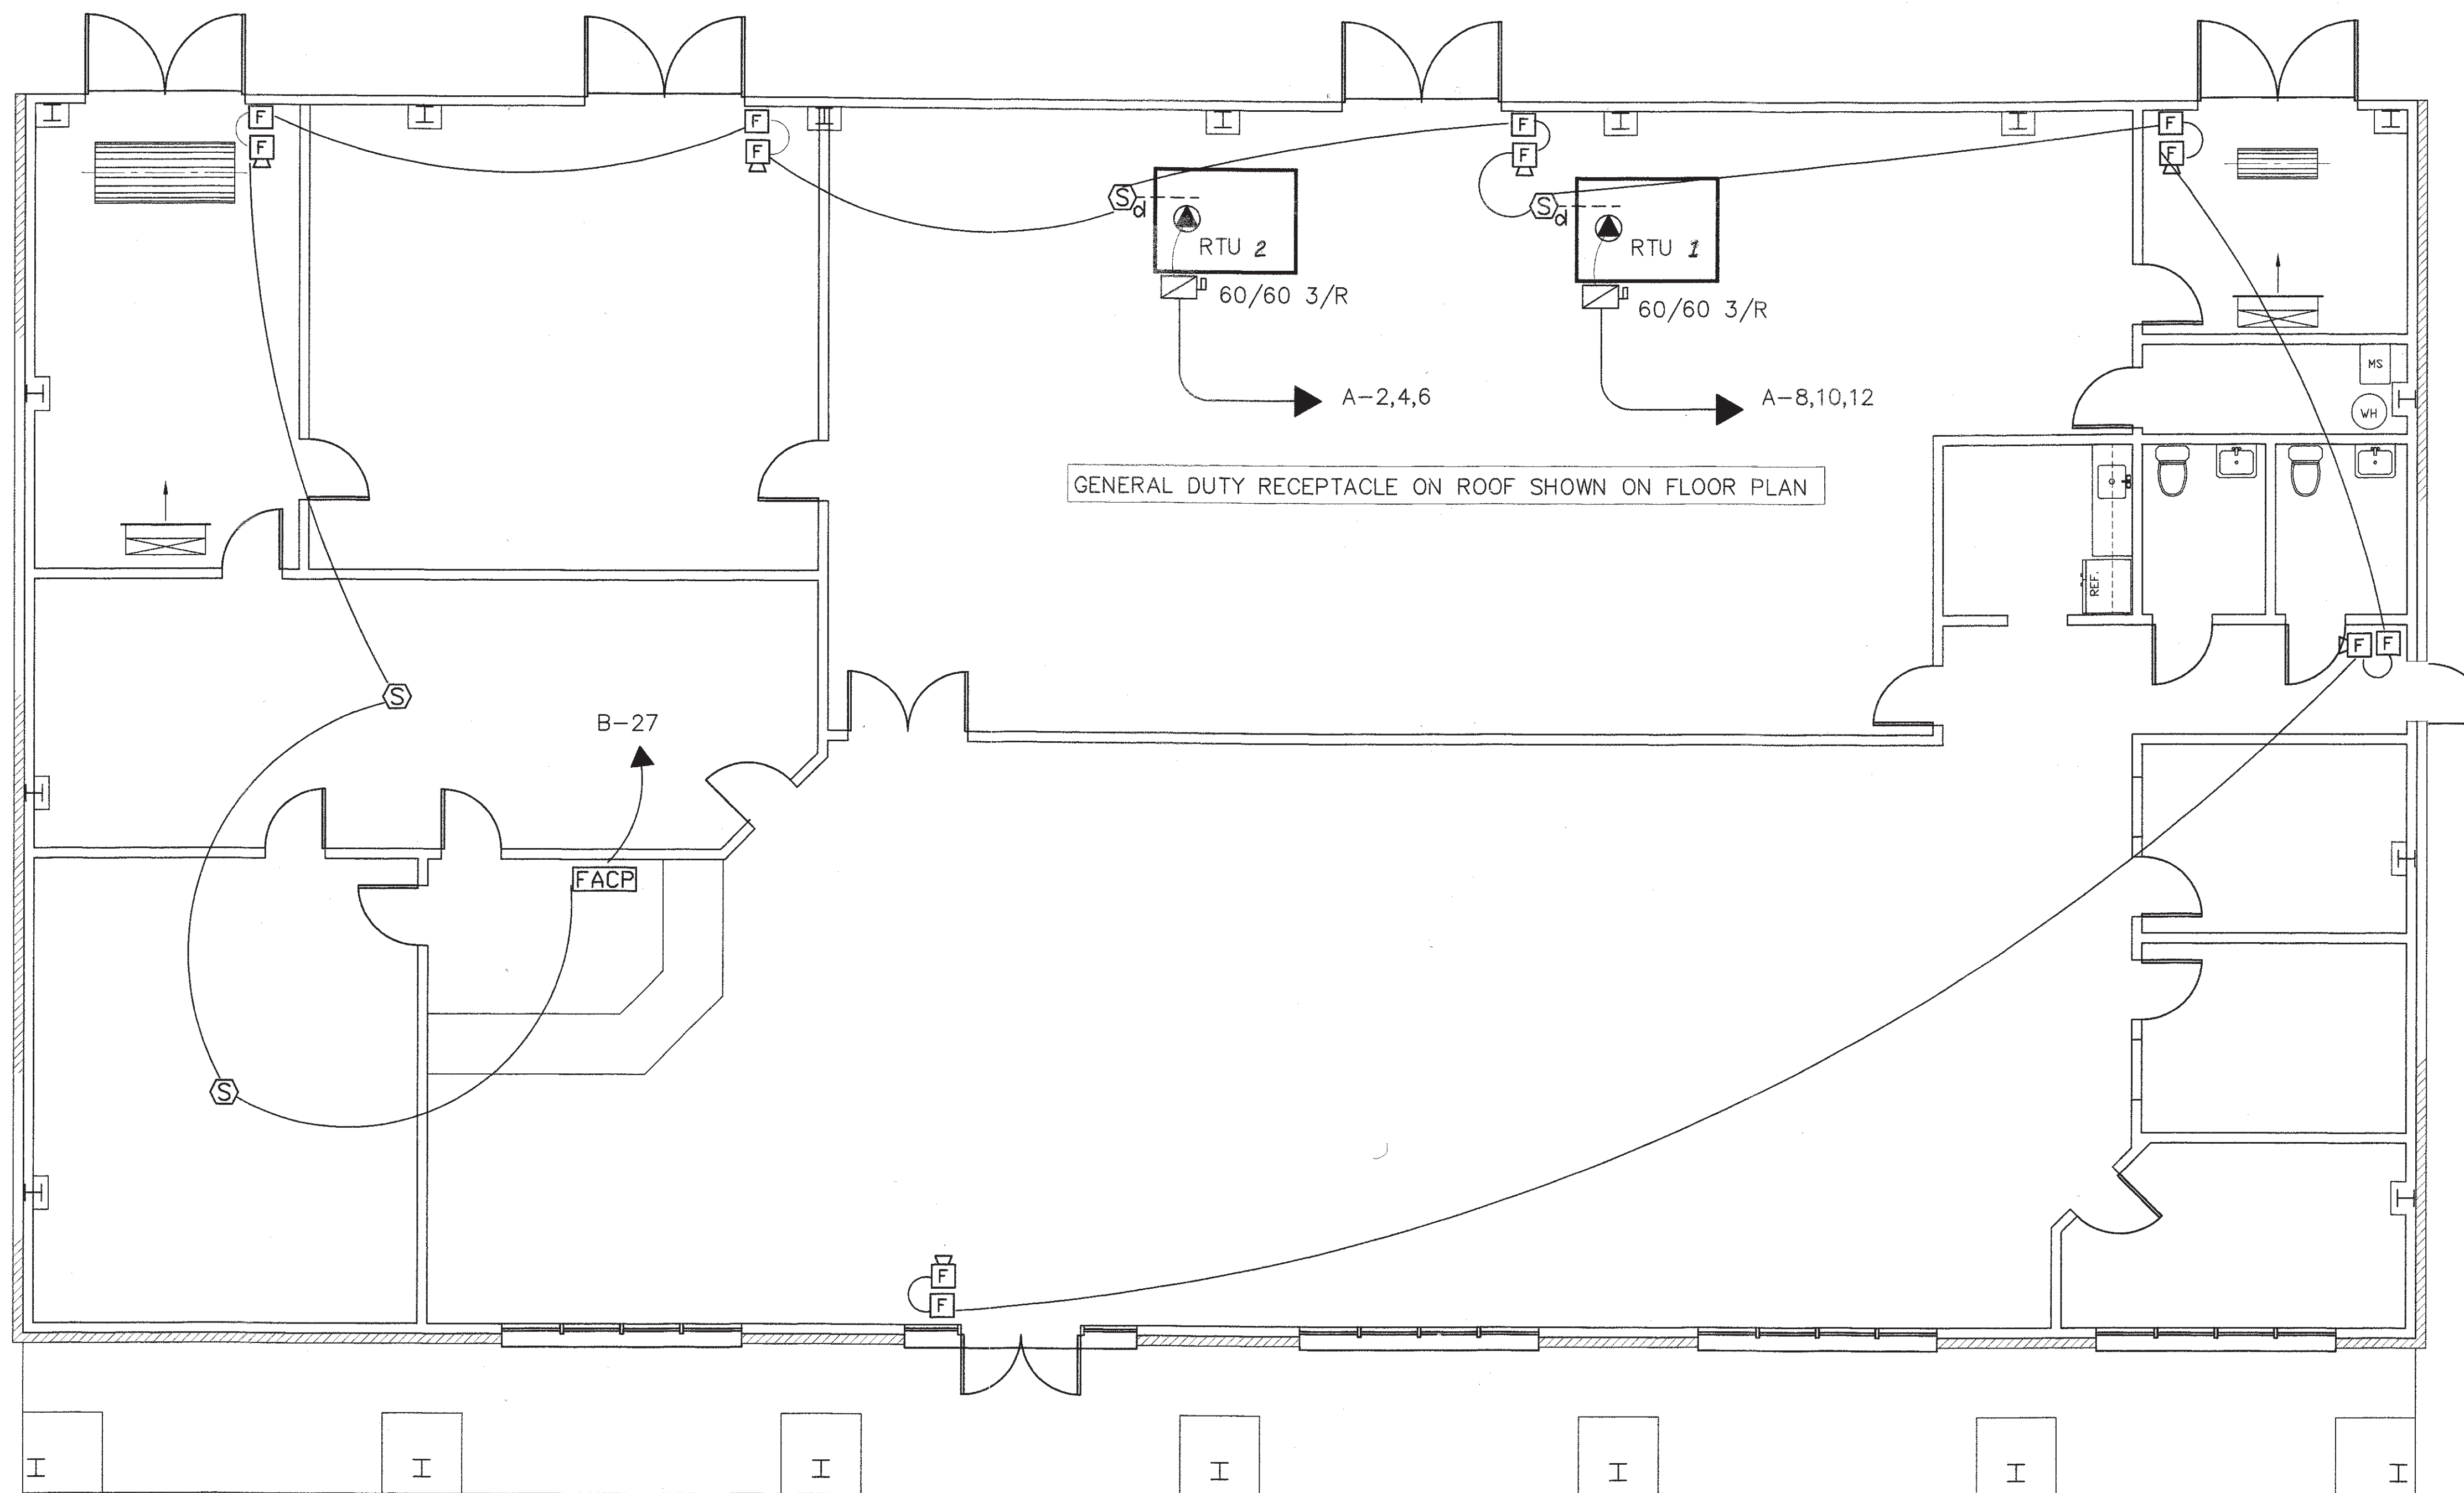 F
F
F
F
F
F
F
F
S
d
S
d
RTU 2
RTU 1
60/60 3/R
60/60 3/R
A-2,4,6
A-8,10,12
MS
WH
GENERAL DUTY RECEPTACLE ON ROOF SHOWN ON FLOOR PLAN
REF.
F
F
S
B-27
FACP
S
F
F